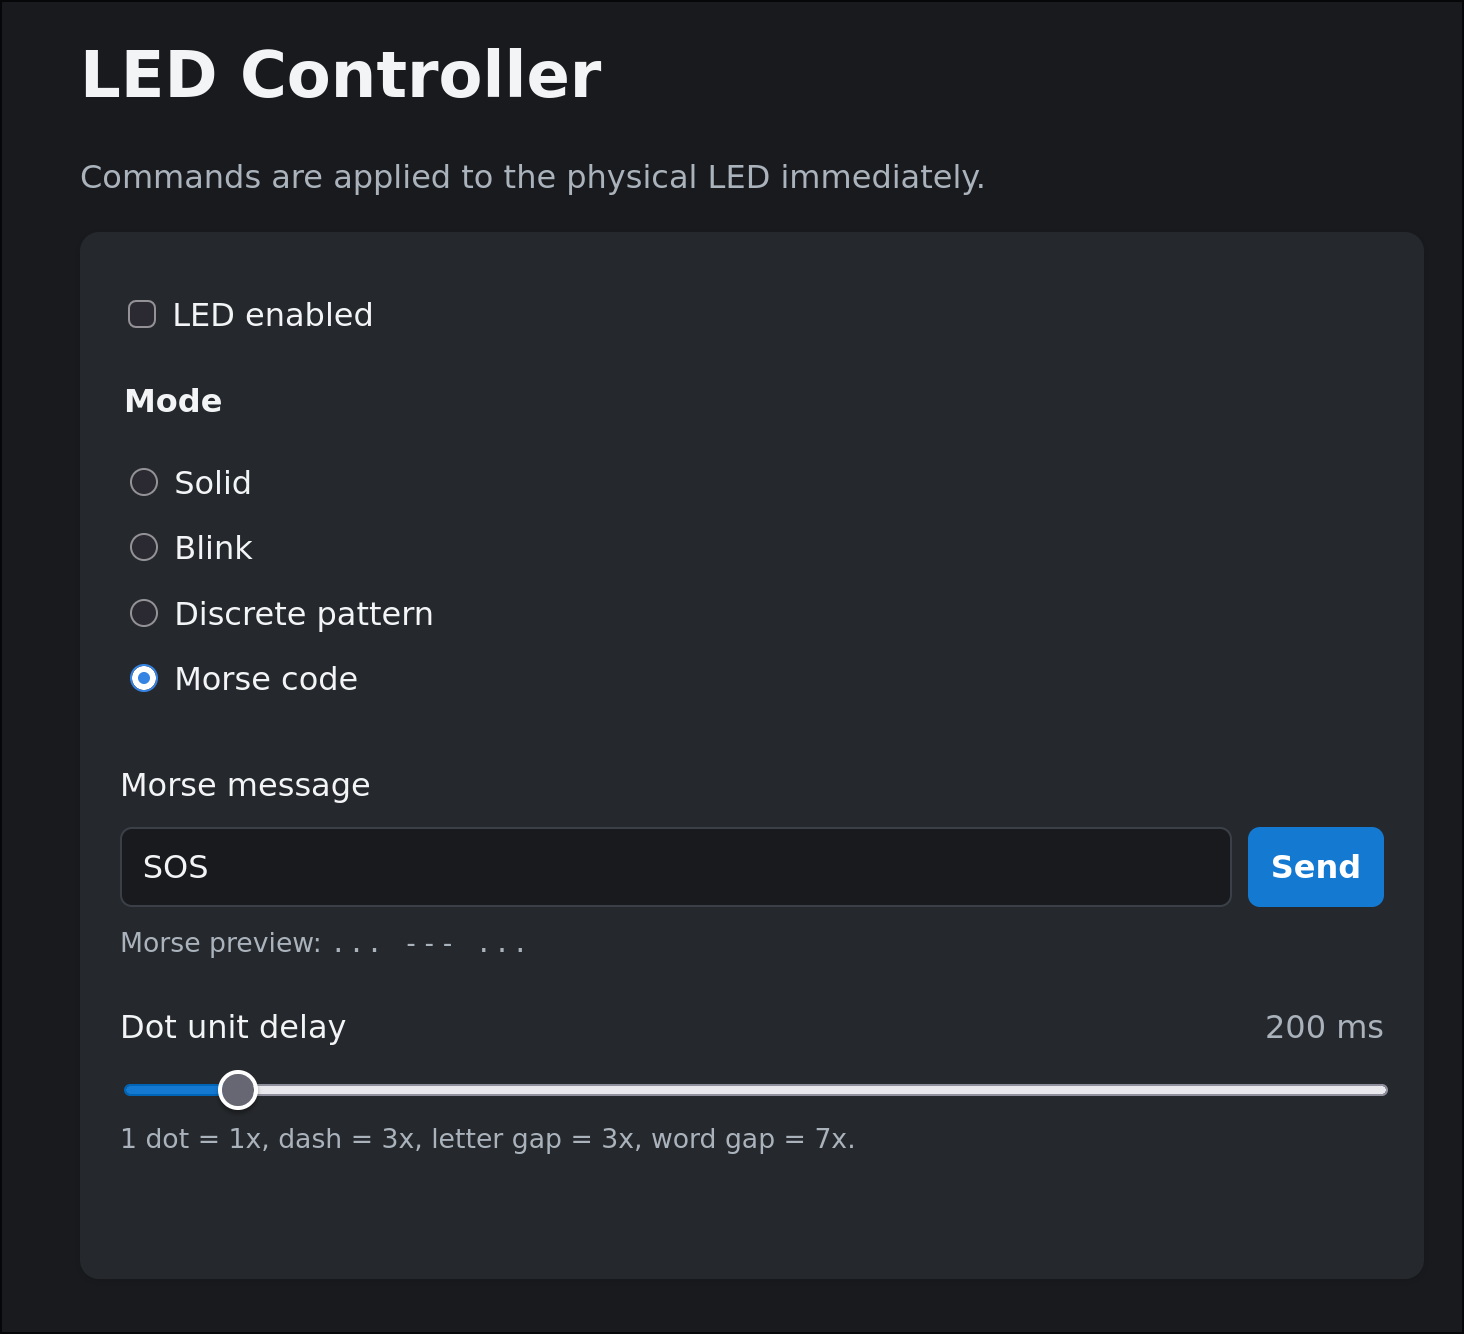 LED Controller
Commands are applied to the physical LED immediately.
LED enabled
Mode
Solid
Blink
Discrete pattern
Morse code
Morse message
SOS
Send
Morse preview: ... --- ...
Dot unit delay
200 ms
1 dot = 1x, dash = 3x, letter gap = 3x, word gap = 7x.